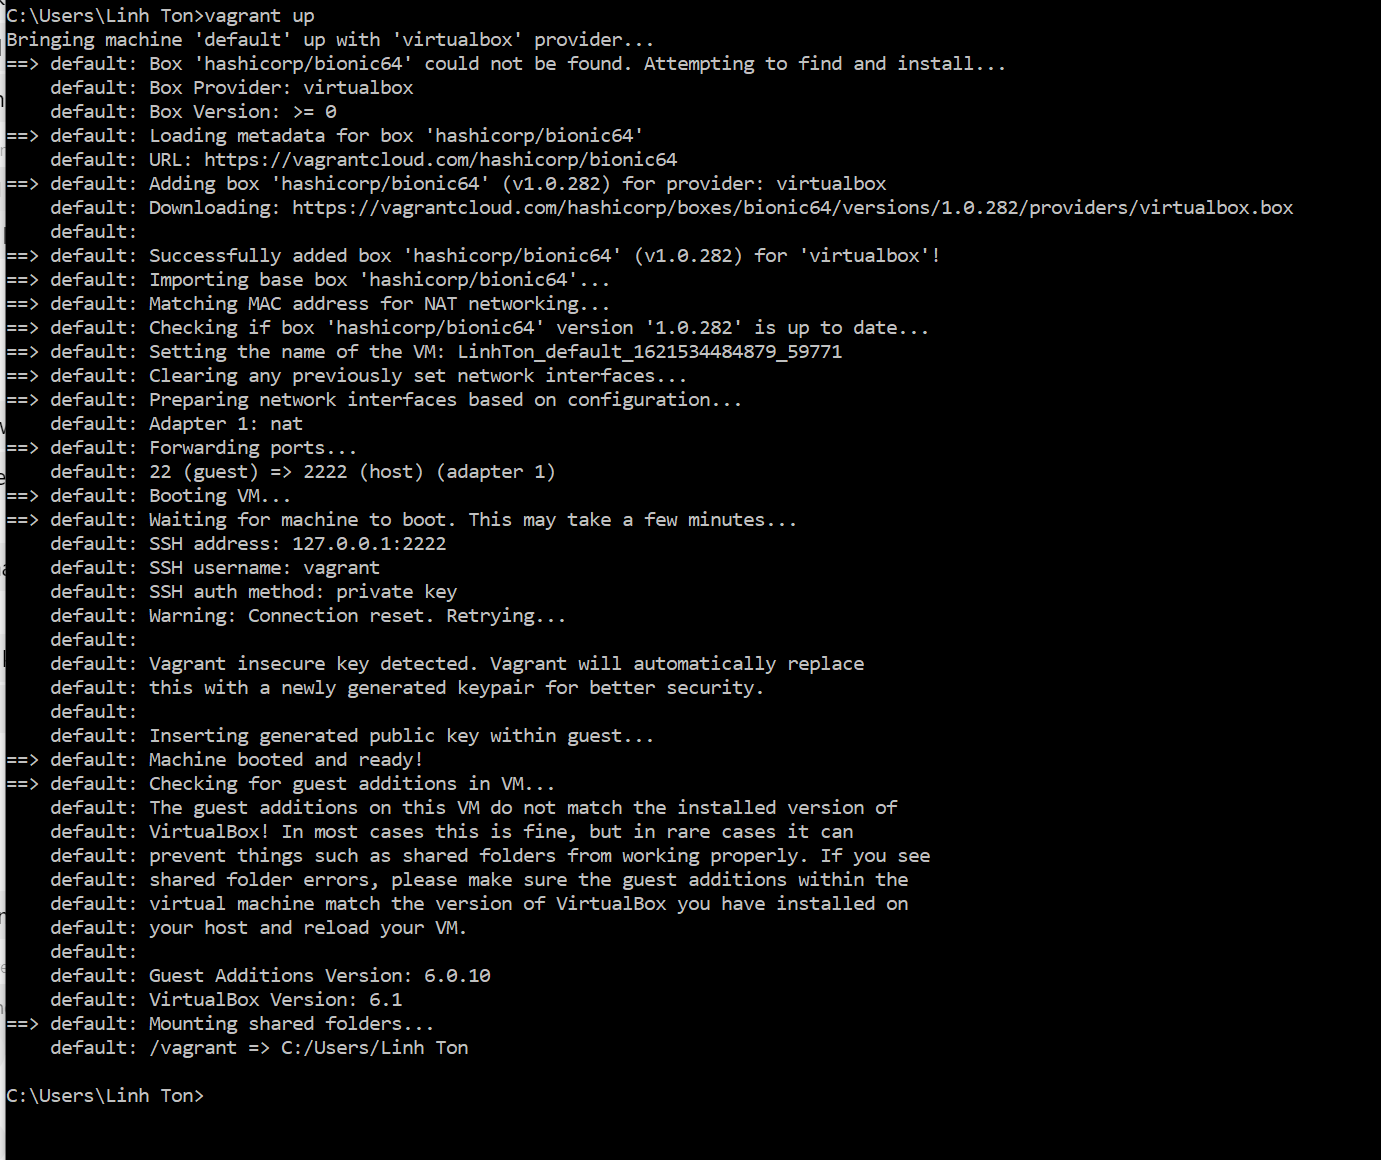 C:\Users\Linh Ton>vagrant up
Bringing machine 'default' up with 'virtualbox' provider...
==> default: Box 'hashicorp/bionic64' could not be found. Attempting to find and install...
    default: Box Provider: virtualbox
    default: Box Version: >= 0
==> default: Loading metadata for box 'hashicorp/bionic64'
    default: URL: https://vagrantcloud.com/hashicorp/bionic64
==> default: Adding box 'hashicorp/bionic64' (v1.0.282) for provider: virtualbox
    default: Downloading: https://vagrantcloud.com/hashicorp/boxes/bionic64/versions/1.0.282/providers/virtualbox.box
    default:
==> default: Successfully added box 'hashicorp/bionic64' (v1.0.282) for 'virtualbox'!
==> default: Importing base box 'hashicorp/bionic64'...
==> default: Matching MAC address for NAT networking...
==> default: Checking if box 'hashicorp/bionic64' version '1.0.282' is up to date...
==> default: Setting the name of the VM: LinhTon_default_1621534484879_59771
==> default: Clearing any previously set network interfaces...
==> default: Preparing network interfaces based on configuration...
    default: Adapter 1: nat
==> default: Forwarding ports...
    default: 22 (guest) => 2222 (host) (adapter 1)
==> default: Booting VM...
==> default: Waiting for machine to boot. This may take a few minutes...
    default: SSH address: 127.0.0.1:2222
    default: SSH username: vagrant
    default: SSH auth method: private key
    default: Warning: Connection reset. Retrying...
    default:
    default: Vagrant insecure key detected. Vagrant will automatically replace
    default: this with a newly generated keypair for better security.
    default:
    default: Inserting generated public key within guest...
==> default: Machine booted and ready!
==> default: Checking for guest additions in VM...
    default: The guest additions on this VM do not match the installed version of
    default: VirtualBox! In most cases this is fine, but in rare cases it can
    default: prevent things such as shared folders from working properly. If you see
    default: shared folder errors, please make sure the guest additions within the
    default: virtual machine match the version of VirtualBox you have installed on
    default: your host and reload your VM.
    default:
    default: Guest Additions Version: 6.0.10
    default: VirtualBox Version: 6.1
==> default: Mounting shared folders...
    default: /vagrant => C:/Users/Linh Ton
C:\Users\Linh Ton>